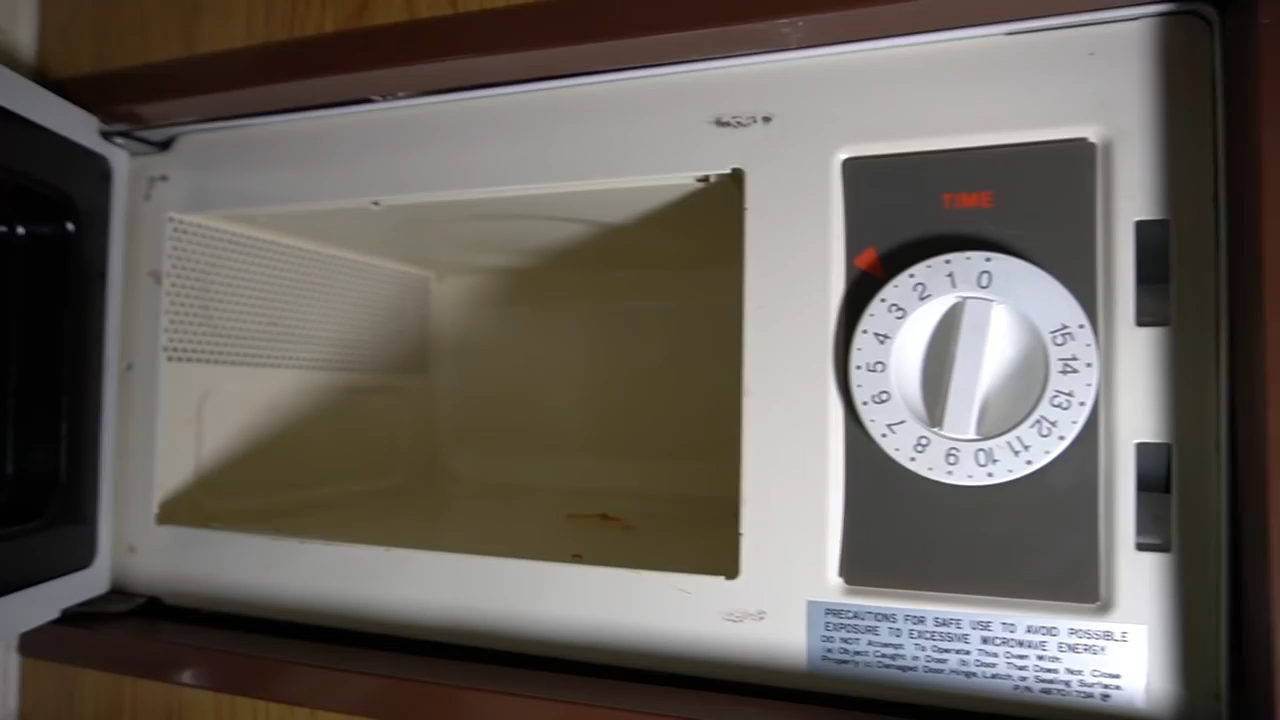 TIME
0
1
2
3
4
5
6
7
8
9
10
11
12
13
14
15
PRECAUTIONS FOR SAFE USE TO AVOID POSSIBLE
EXPOSURE TO EXCESSIVE MICROWAVE ENERGY
DO NOT Attempt To Operate This Oven With:
(a) Object Caught in Door (b) Door That Does Not Close
Properly (c) Damaged Door, Hinge, Latch, or Sealing Surface.
P/N